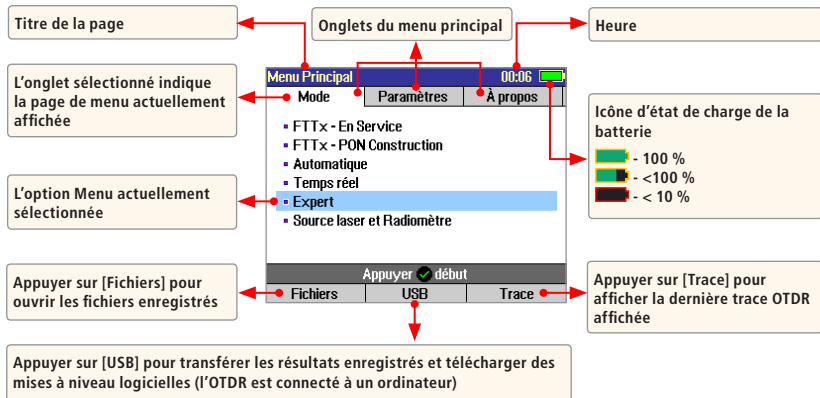 Titre de la page
Onglets du menu principal
Heure
L'onglet sélectionné indique
la page de menu actuellement
affichée
Menu Principal
00:06
Mode
Paramètres
À propos
FTTx - En Service
FTTx - PON Construction
Automatique
Temps réel
Expert
Source laser et Radiomètre
Icône d'état de charge de la
batterie
- 100 %
- <100 %
- < 10 %
L'option Menu actuellement
sélectionnée
Appuyer début
Fichiers
USB
Trace
Appuyer sur [Fichiers] pour
ouvrir les fichiers enregistrés
Appuyer sur [Trace] pour
afficher la dernière trace OTDR
affichée
Appuyer sur [USB] pour transférer les résultats enregistrés et télécharger des
mises à niveau logicielles (l'OTDR est connecté à un ordinateur)